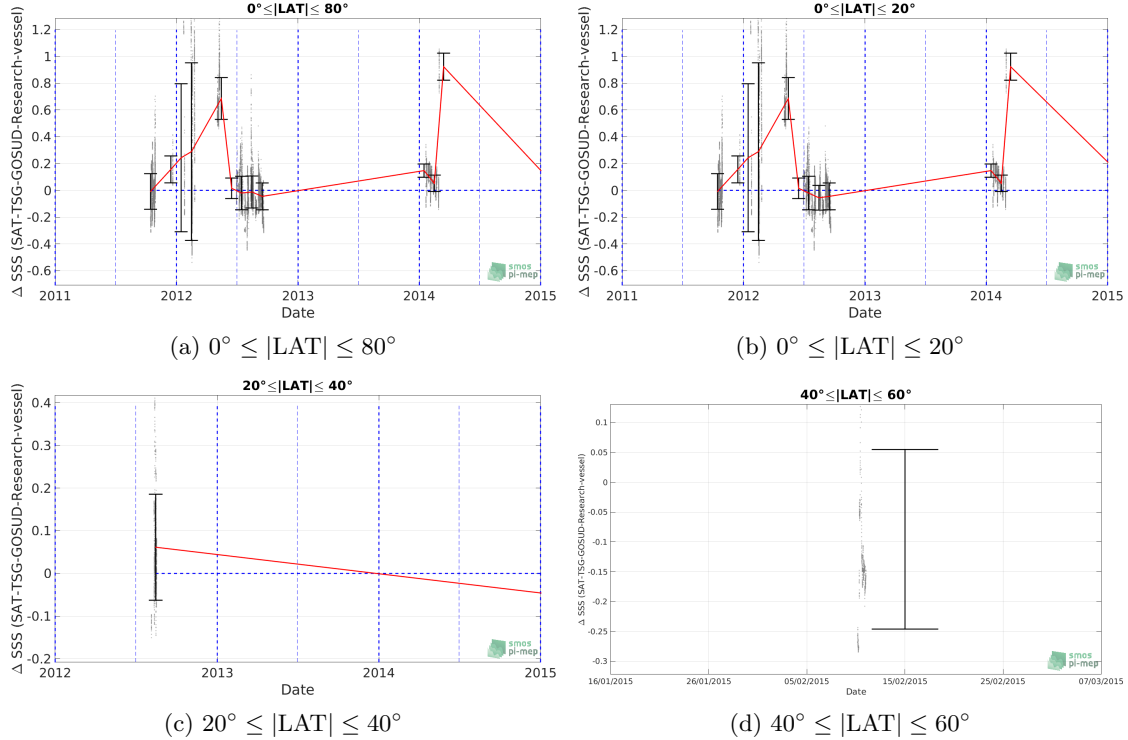 0°≤|LAT|≤ 80°
Δ SSS (SAT-TSG-GOSUD-Research-vessel)
1.2
1
0.8
0.6
0.4
0.2
0
-0.2
-0.4
-0.6
2011
2012
2013
2014
2015
Date
smos
pi-mep
(a) 0° ≤ |LAT| ≤ 80°
0°≤|LAT|≤ 20°
Δ SSS (SAT-TSG-GOSUD-Research-vessel)
1.2
1
0.8
0.6
0.4
0.2
0
-0.2
-0.4
-0.6
2011
2012
2013
2014
2015
Date
smos
pi-mep
(b) 0° ≤ |LAT| ≤ 20°
20°≤|LAT|≤ 40°
Δ SSS (SAT-TSG-GOSUD-Research-vessel)
0.4
0.3
0.2
0.1
0
-0.1
-0.2
2012
2013
2014
2015
Date
smos
pi-mep
(c) 20° ≤ |LAT| ≤ 40°
40°≤|LAT|≤ 60°
Δ SSS (SAT-TSG-GOSUD-Research-vessel)
0.1
0.05
0
-0.05
-0.1
-0.15
-0.2
-0.25
-0.3
16/01/2015
26/01/2015
05/02/2015
15/02/2015
25/02/2015
07/03/2015
Date
smos
pi-mep
(d) 40° ≤ |LAT| ≤ 60°